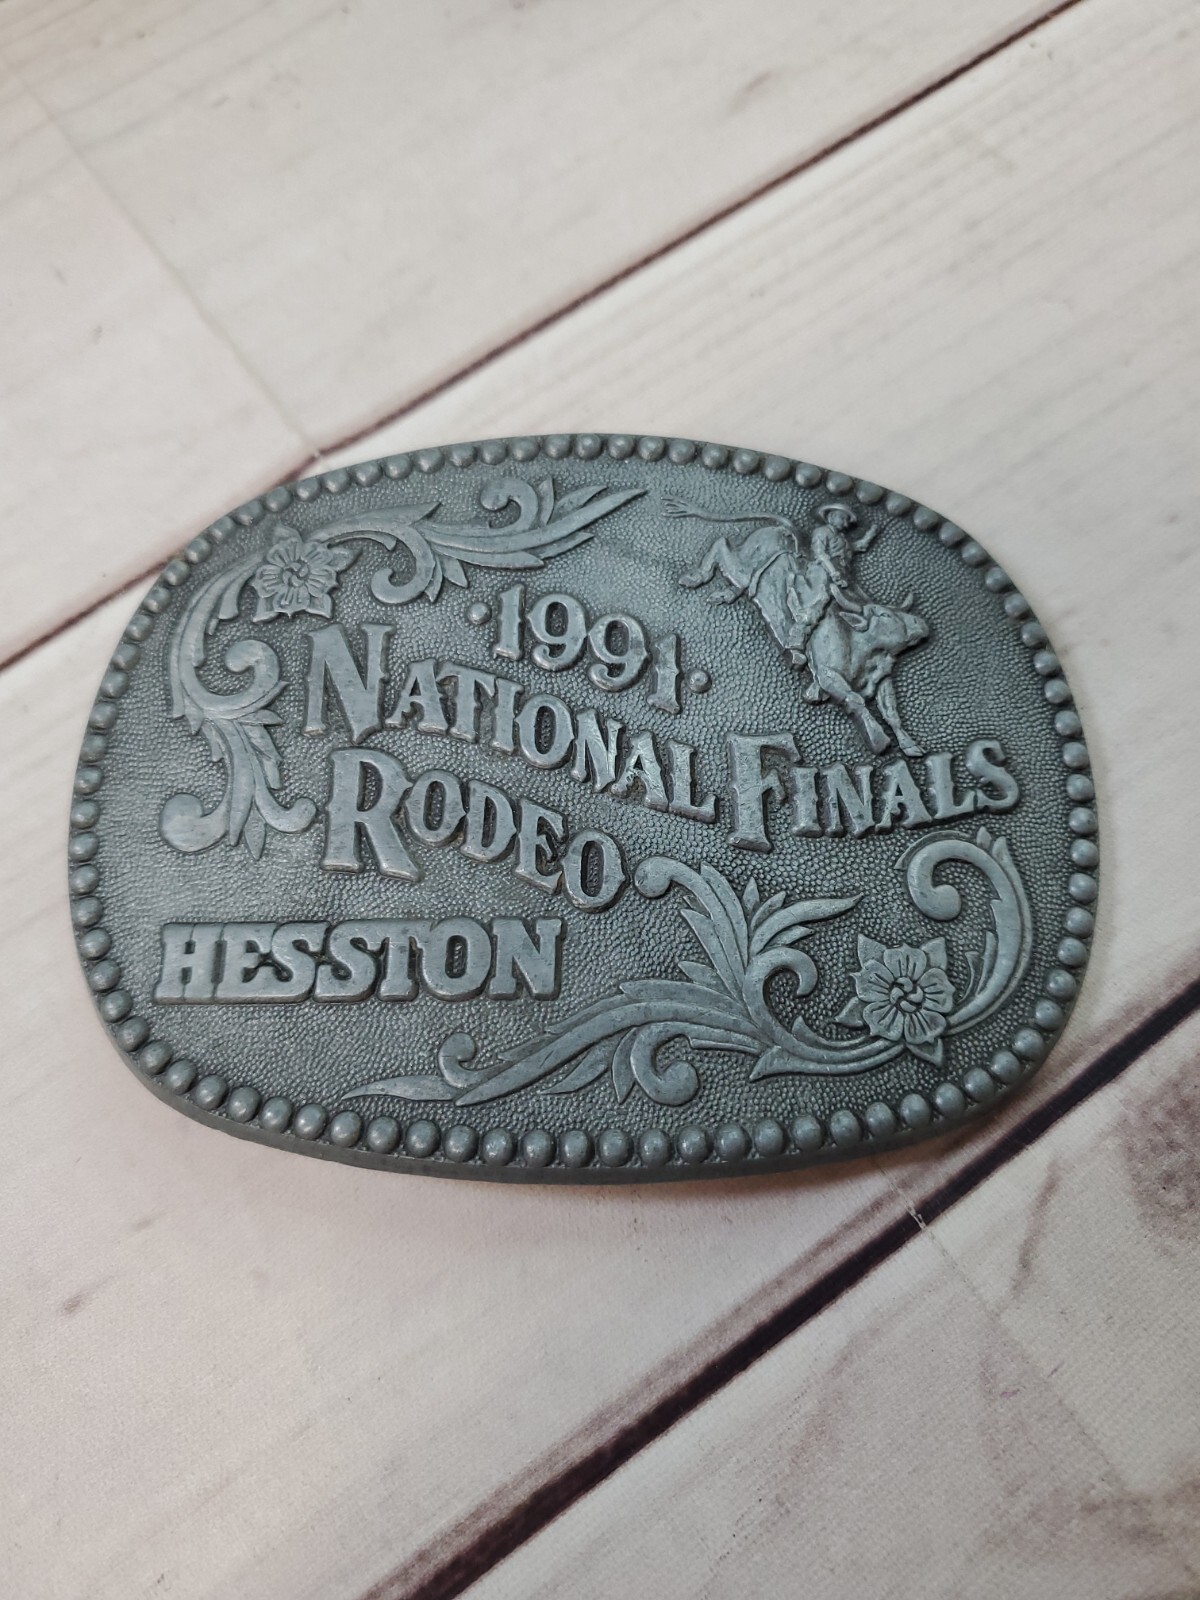 ·1991·
NATIONAL FINALS
RODEO
HESSTON